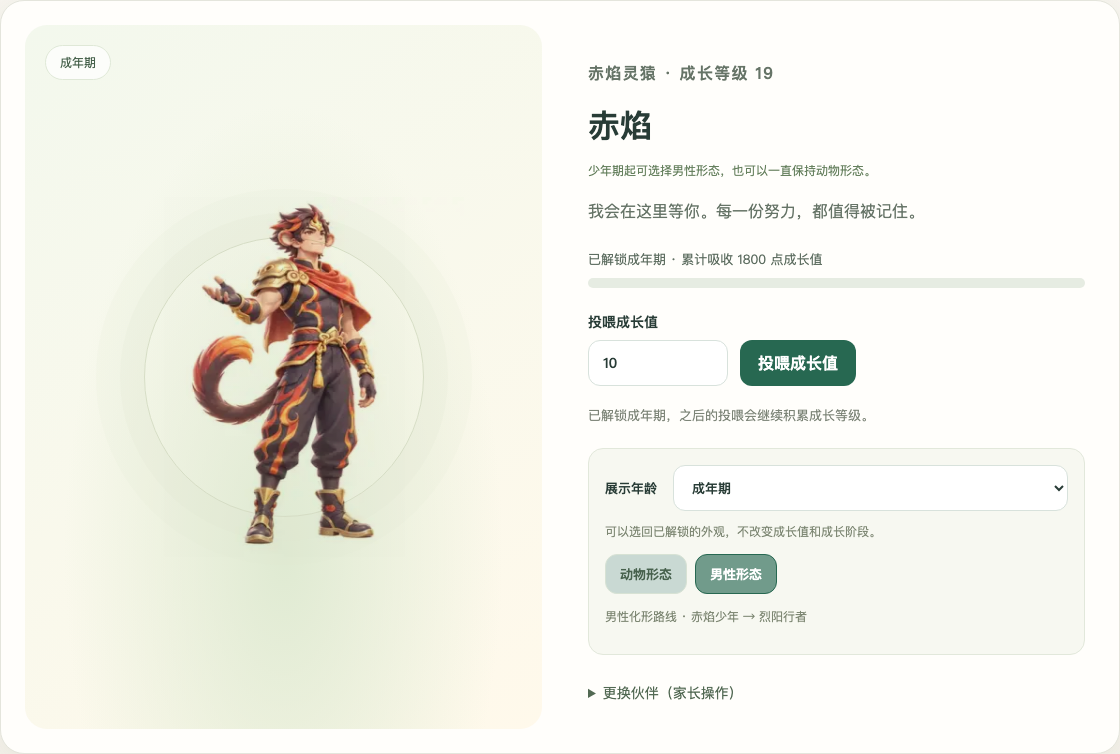 成年期
赤焰灵猿 · 成长等级 19
赤焰
少年期起可选择男性形态，也可以一直保持动物形态。
我会在这里等你。每一份努力，都值得被记住。
已解锁成年期 · 累计吸收 1800 点成长值
投喂成长值
10
投喂成长值
已解锁成年期，之后的投喂会继续积累成长等级。
展示年龄
成年期
可以选回已解锁的外观，不改变成长值和成长阶段。
动物形态
男性形态
男性化形路线 · 赤焰少年 → 烈阳行者
更换伙伴（家长操作）